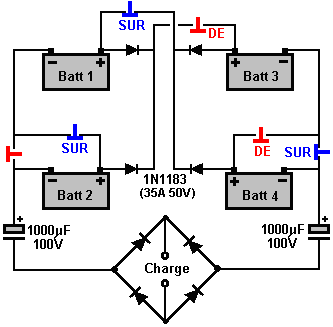 SUR
DE
- +
Batt 1
+ -
Batt 3
SUR
DE
SUR
- +
Batt 2
1N1183
(35A 50V)
+ -
Batt 4
+
1000µF
100V
Charge
+
1000µF
100V